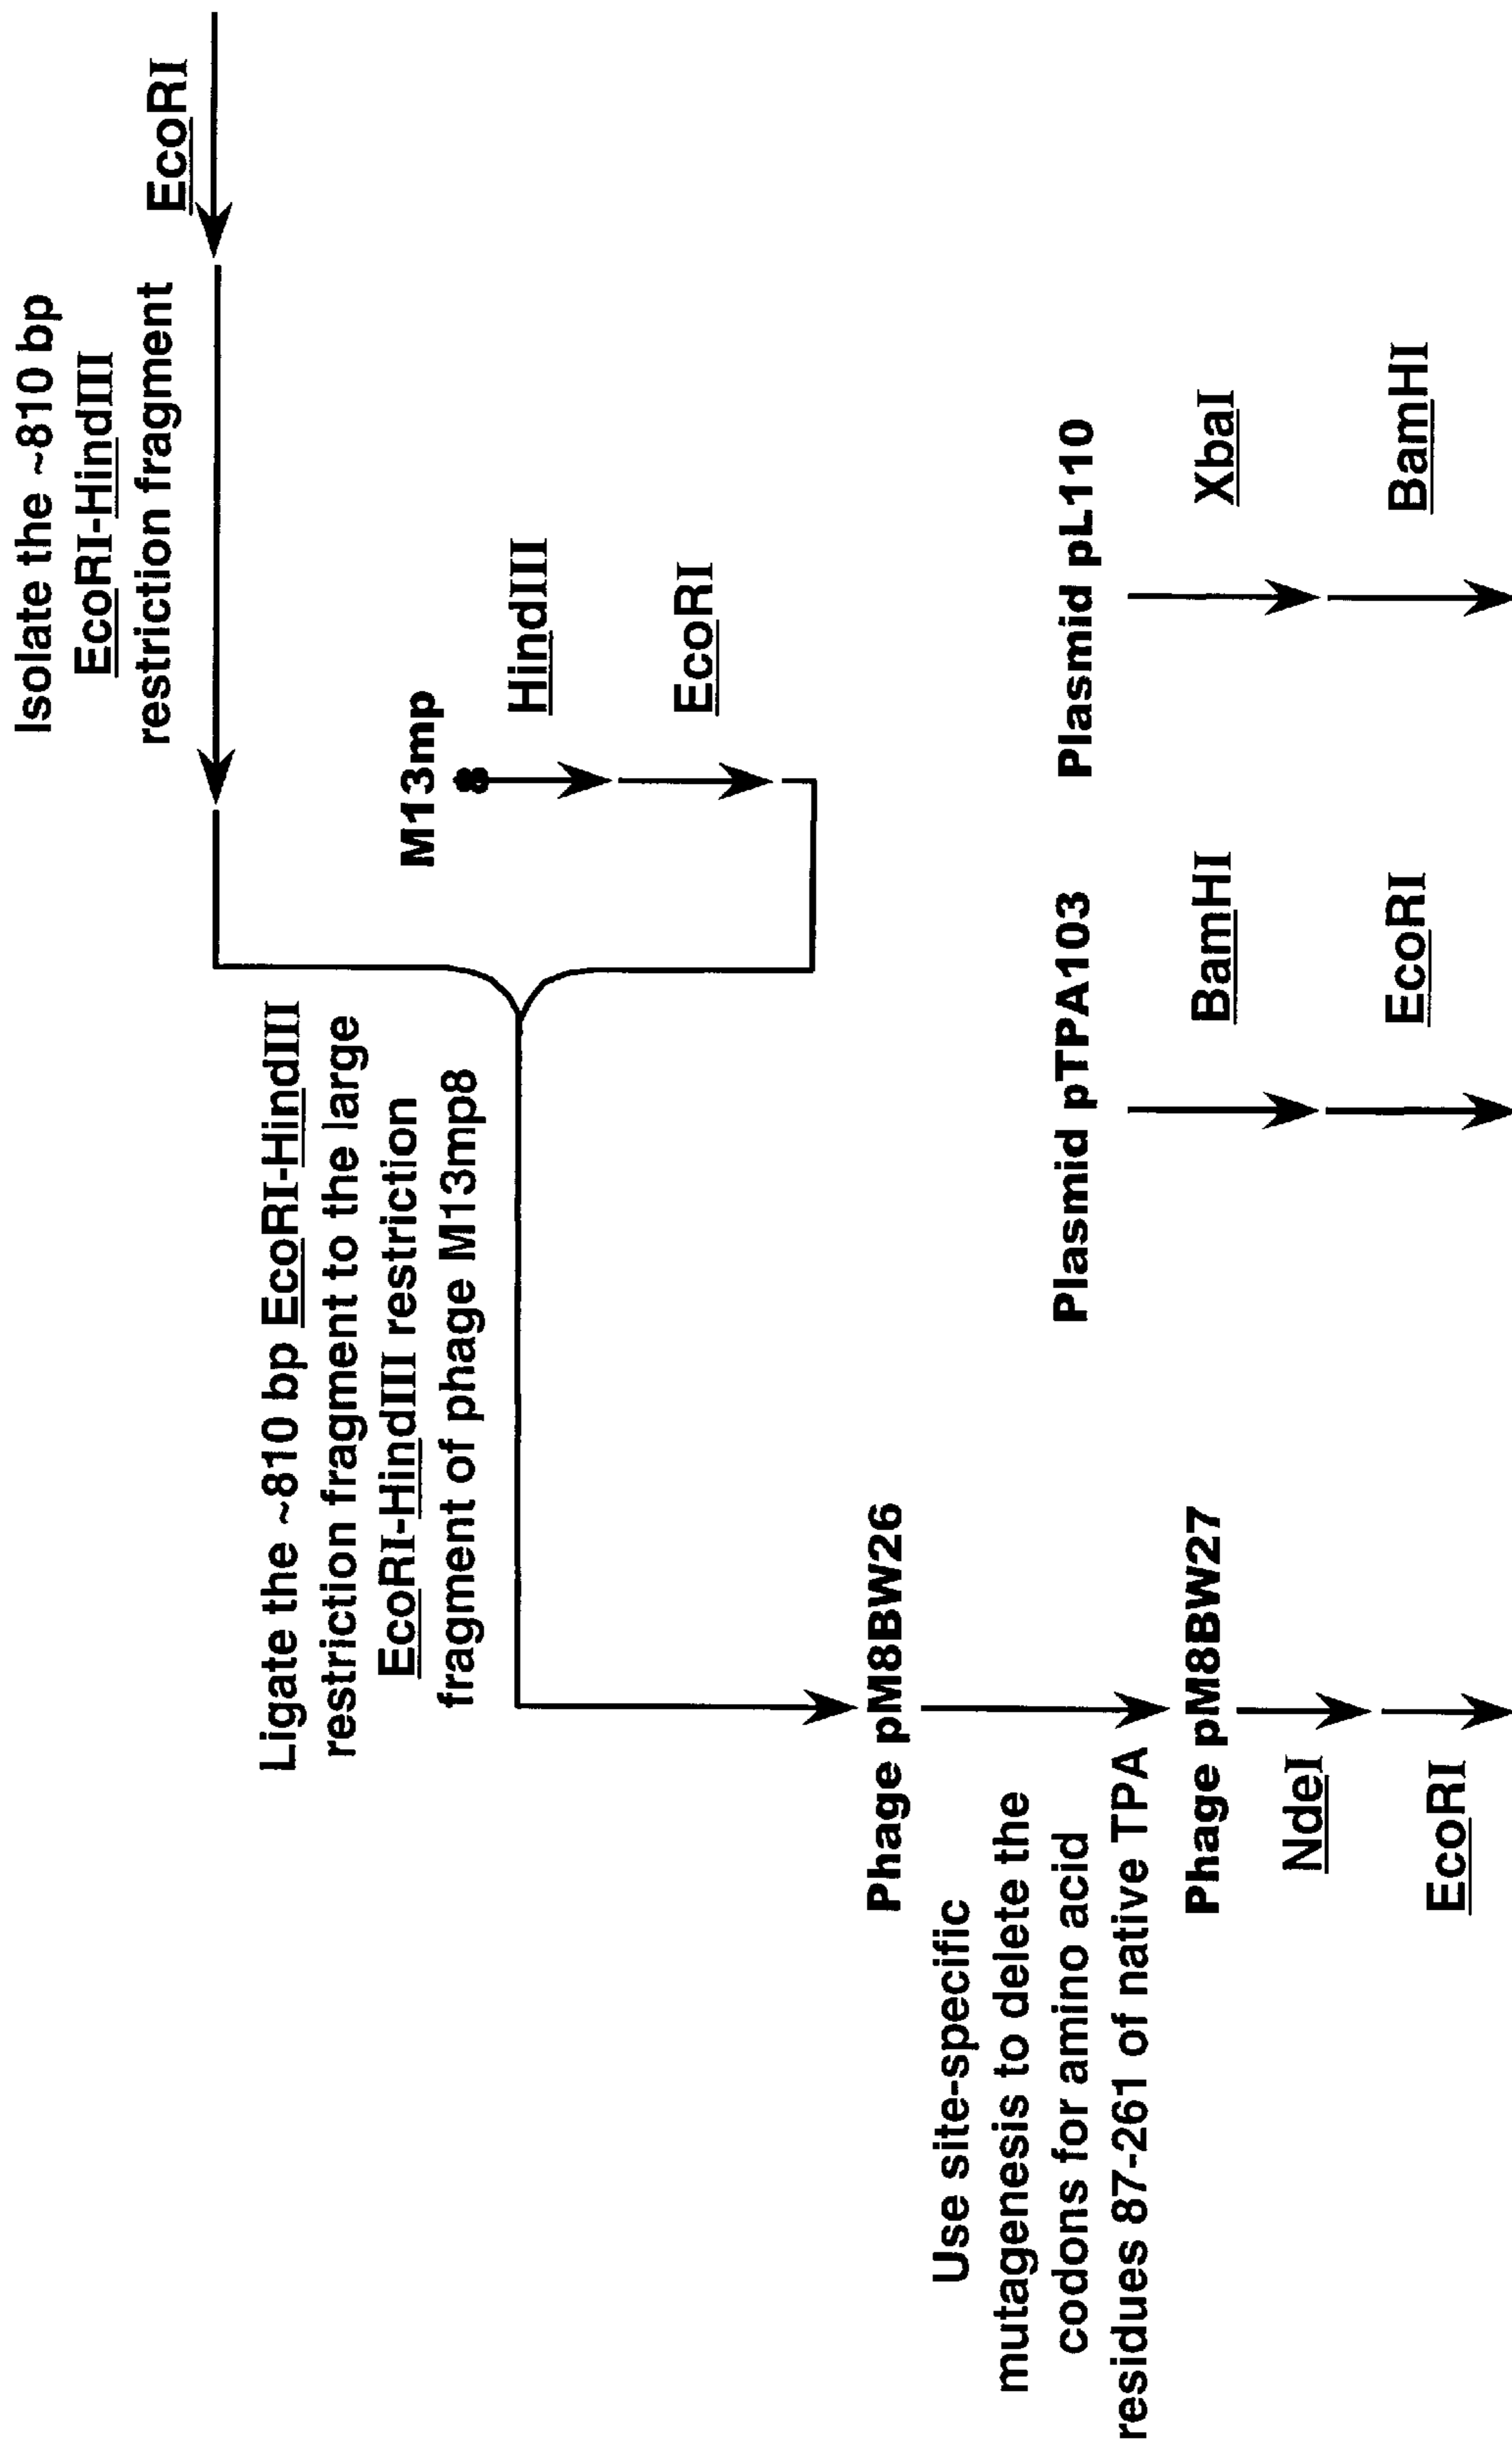 Isolate the ~810 bp
EcoRI-HindIII
restriction fragment
EcoRI
Ligate the ~810 bp EcoRI-HindIII
restriction fragment to the large
EcoRI-HindIII restriction
fragment of phage M13mp8
M13mp
8
HindIII
EcoRI
Phage pM8BW26
Use site-specific
mutagenesis to delete the
codons for amino acid
residues 87-261 of native TPA
Phage pM8BW27
NdeI
EcoRI
Plasmid pTPA103
BamHI
EcoRI
Plasmid pL110
XbaI
BamHI